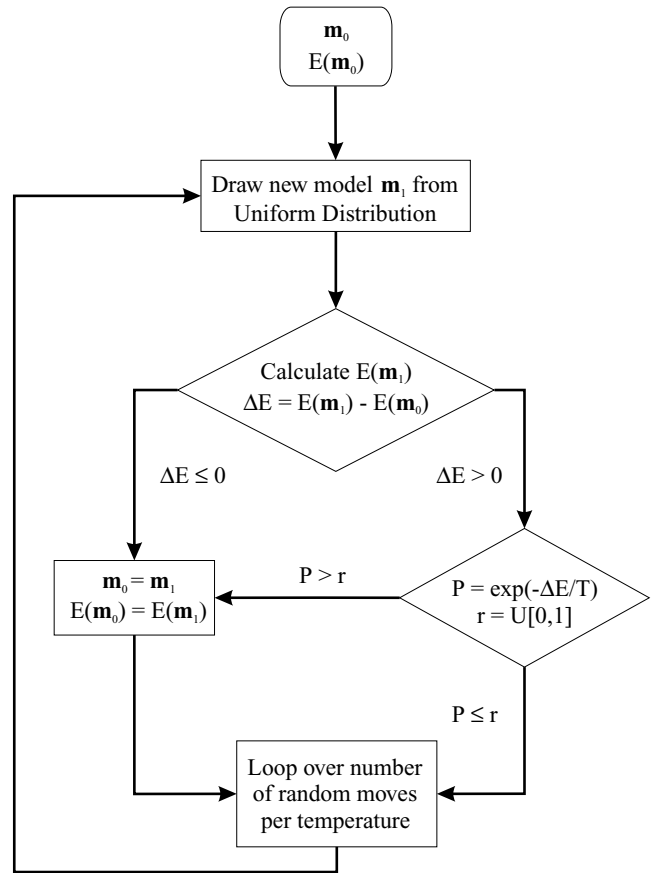 m₀
E(m₀)
Draw new model m₁ from
Uniform Distribution
Calculate E(m₁)
ΔE = E(m₁) - E(m₀)
ΔE ≤ 0
ΔE > 0
m₀ = m₁
E(m₀) = E(m₁)
P > r
P = exp(-ΔE/T)
r = U[0,1]
P ≤ r
Loop over number
of random moves
per temperature